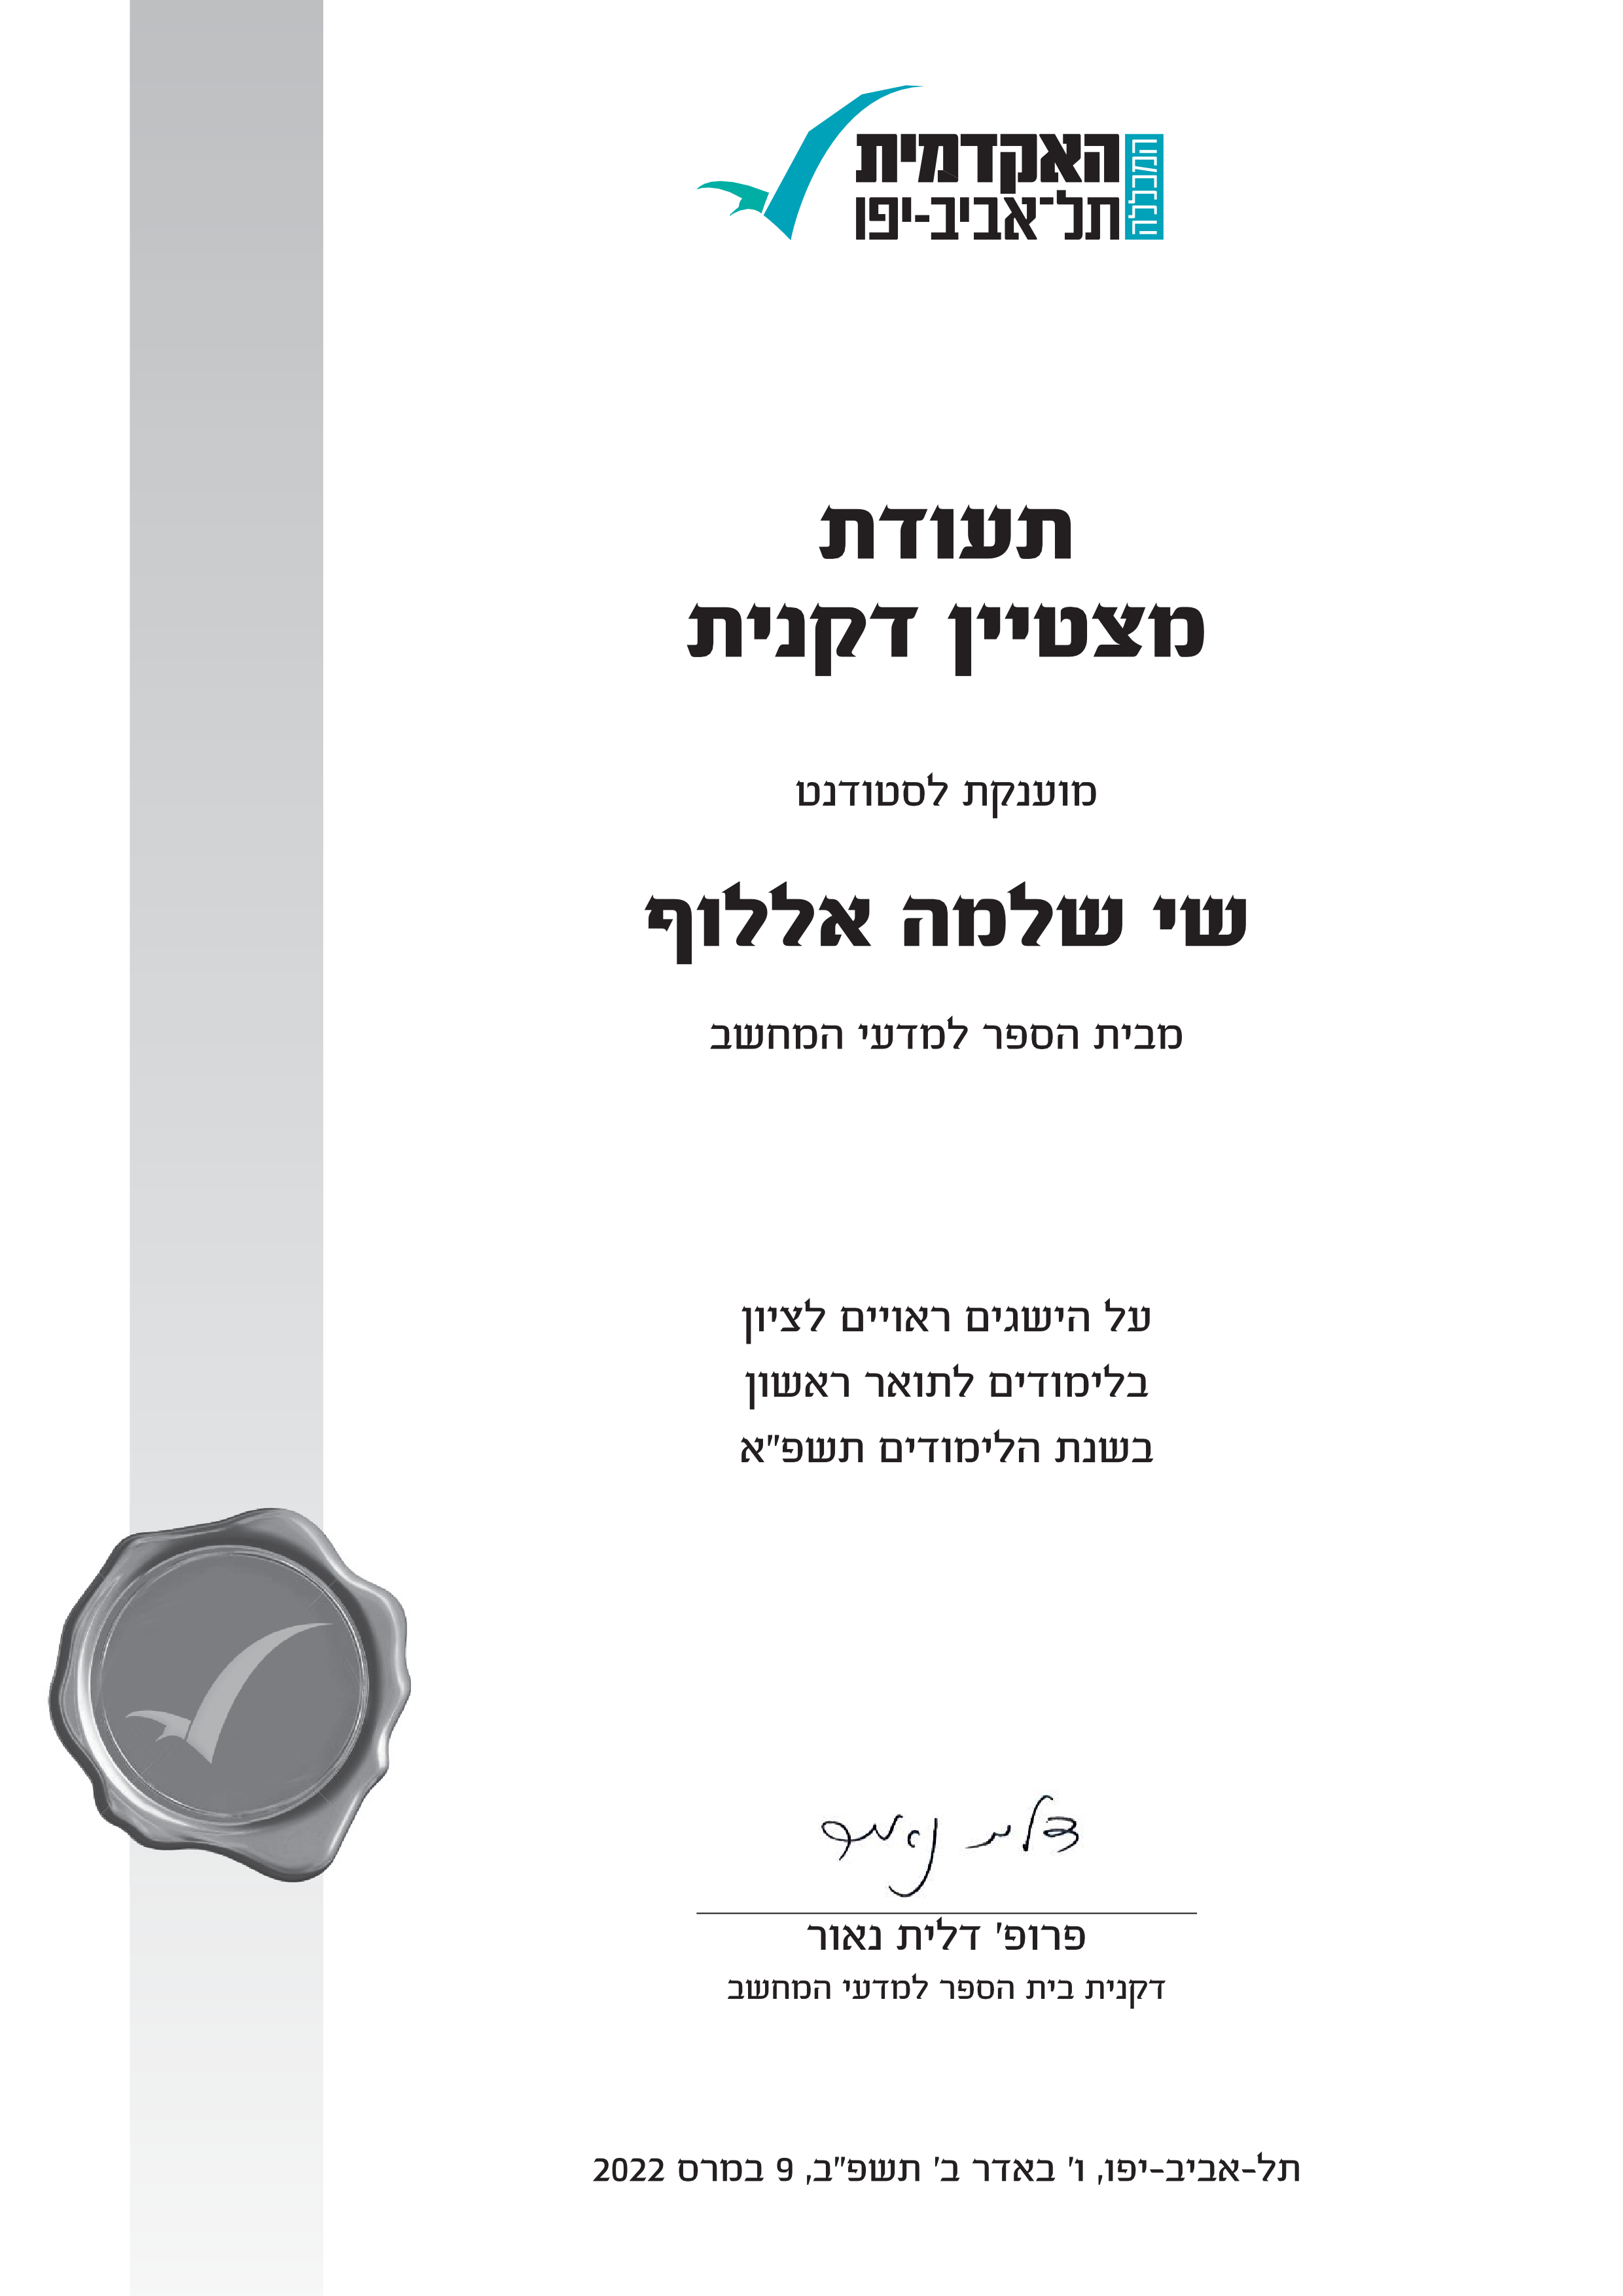 המכללה
האקדמית
תל-אביב-יפו
תעודת
מצטיין דקנית
מוענקת לסטודנט
שי שלמה אללוף
מבית הספר למדעי המחשב
על הישגים ראויים לציון
בלימודים לתואר ראשון
בשנת הלימודים תשפ"א
דלית נאור
פרופ' דלית נאור
דקנית בית הספר למדעי המחשב
תל-אביב-יפו, ו' באדר ב' תשפ"ב, 9 במרס 2022